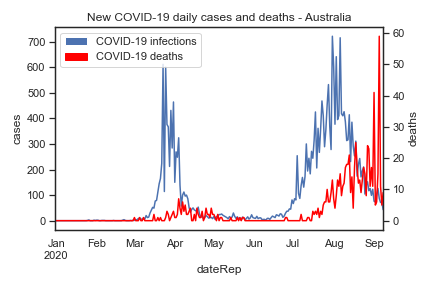 New COVID-19 daily cases and deaths - Australia
COVID-19 infections
COVID-19 deaths
700
600
500
400
300
200
100
0
cases
60
50
40
30
20
10
0
deaths
Jan Feb Mar Apr May Jun Jul Aug Sep
2020
dateRep